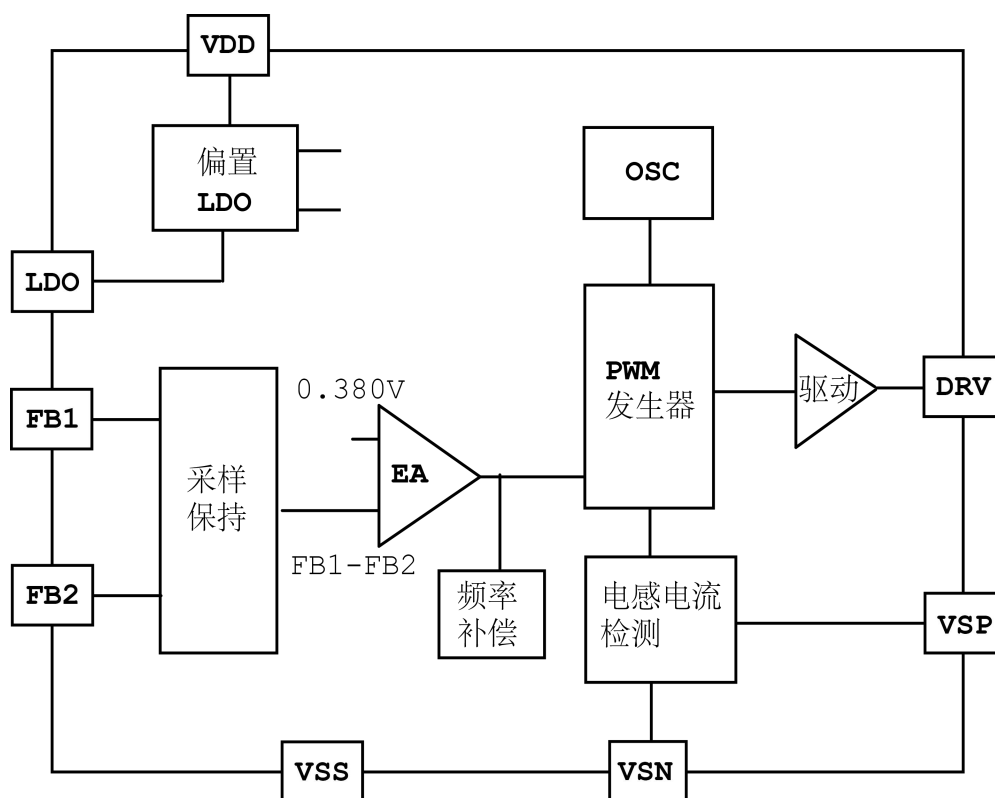 VDD
偏置
LDO
OSC
LDO
PWM
发生器
驱动
DRV
0.380V
FB1
EA
采样
保持
FB1-FB2
FB2
频率
补偿
电感电流
检测
VSP
VSS
VSN